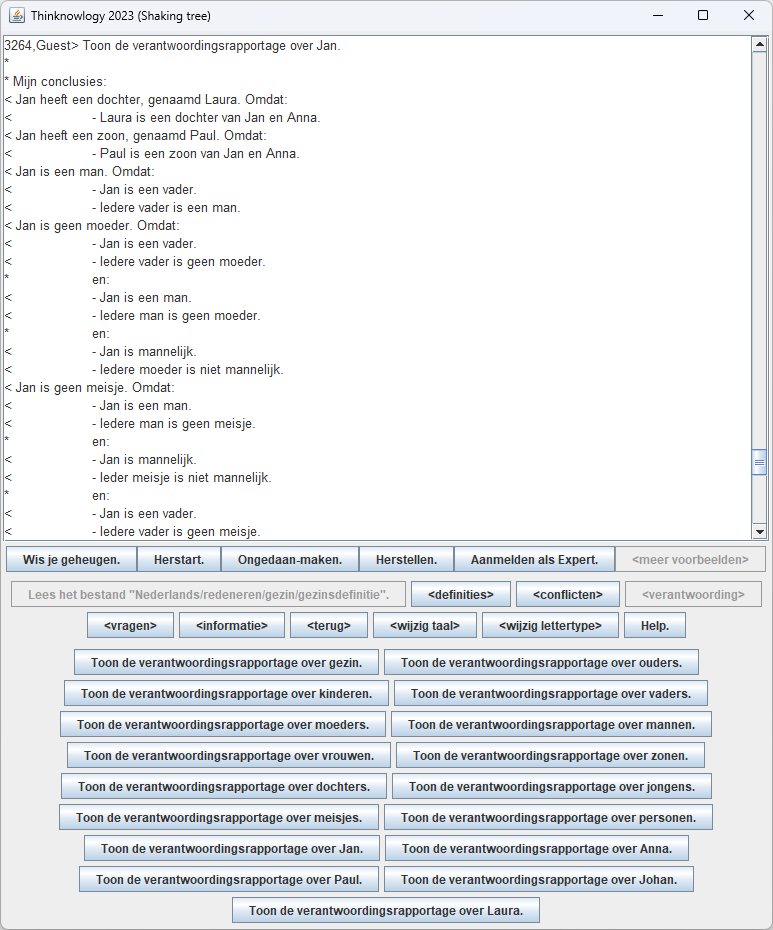 Thinknowlogy 2023 (Shaking tree)
3264,Guest> Toon de verantwoordingsrapportage over Jan.
*
* Mijn conclusies:
< Jan heeft een dochter, genaamd Laura. Omdat:
< - Laura is een dochter van Jan en Anna.
< Jan heeft een zoon, genaamd Paul. Omdat:
< - Paul is een zoon van Jan en Anna.
< Jan is een man. Omdat:
< - Jan is een vader.
< - Iedere vader is een man.
< Jan is geen moeder. Omdat:
< - Jan is een vader.
< - Iedere vader is geen moeder.
* en:
< - Jan is een man.
< - Iedere man is geen moeder.
* en:
< - Jan is mannelijk.
< - Iedere moeder is niet mannelijk.
< Jan is geen meisje. Omdat:
< - Jan is een man.
< - Iedere man is geen meisje.
* en:
< - Jan is mannelijk.
< - Ieder meisje is niet mannelijk.
* en:
< - Jan is een vader.
< - Iedere vader is geen meisje.
Wis je geheugen. Herstart. Ongedaan-maken. Herstellen. Aanmelden als Expert. <meer voorbeelden>
Lees het bestand "Nederlands/redeneren/gezin/gezinsdefinitie". <definities> <conflicten> <verantwoording>
<vragen> <informatie> <terug> <wijzig taal> <wijzig lettertype> Help.
Toon de verantwoordingsrapportage over gezin. Toon de verantwoordingsrapportage over ouders.
Toon de verantwoordingsrapportage over kinderen. Toon de verantwoordingsrapportage over vaders.
Toon de verantwoordingsrapportage over moeders. Toon de verantwoordingsrapportage over mannen.
Toon de verantwoordingsrapportage over vrouwen. Toon de verantwoordingsrapportage over zonen.
Toon de verantwoordingsrapportage over dochters. Toon de verantwoordingsrapportage over jongens.
Toon de verantwoordingsrapportage over meisjes. Toon de verantwoordingsrapportage over personen.
Toon de verantwoordingsrapportage over Jan. Toon de verantwoordingsrapportage over Anna.
Toon de verantwoordingsrapportage over Paul. Toon de verantwoordingsrapportage over Johan.
Toon de verantwoordingsrapportage over Laura.